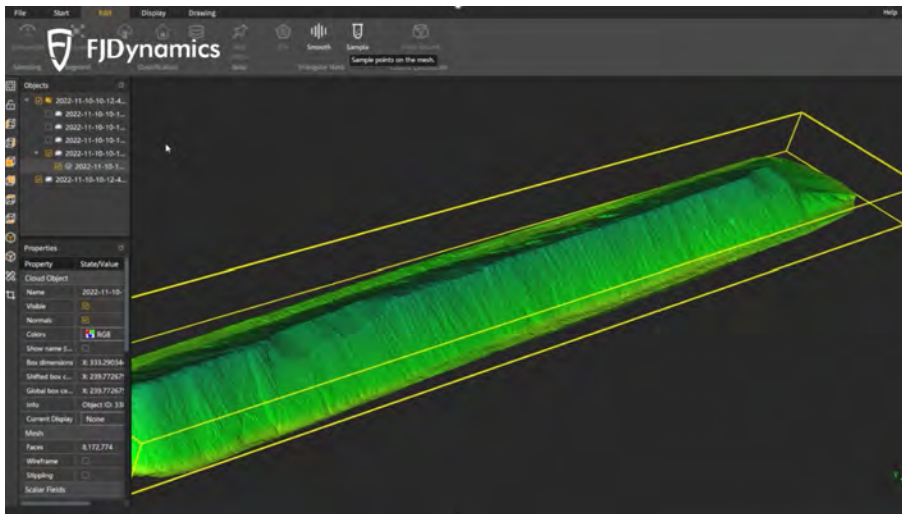 File Start Edit Display Drawing Help
FJDynamics
Smooth Sample
Sample points on the mesh.
Objects
2022-11-10-10-12-4...
2022-11-10-10-1...
2022-11-10-10-1...
2022-11-10-10-1...
2022-11-10-10-1...
2022-11-10-1...
2022-11-10-10-12-4...
Properties
Property State/Value
Cloud Object
Name 2022-11-10-
Visible
Normals
Colors RGB
Show name (...
Box dimensions X: 333.29034
Shifted box c... X: 239.77267
Global box ce... X: 239.77267
Info Object ID: 33
Current Display None
Mesh
Faces 8,172,774
Wireframe
Stippling
Scalar Fields